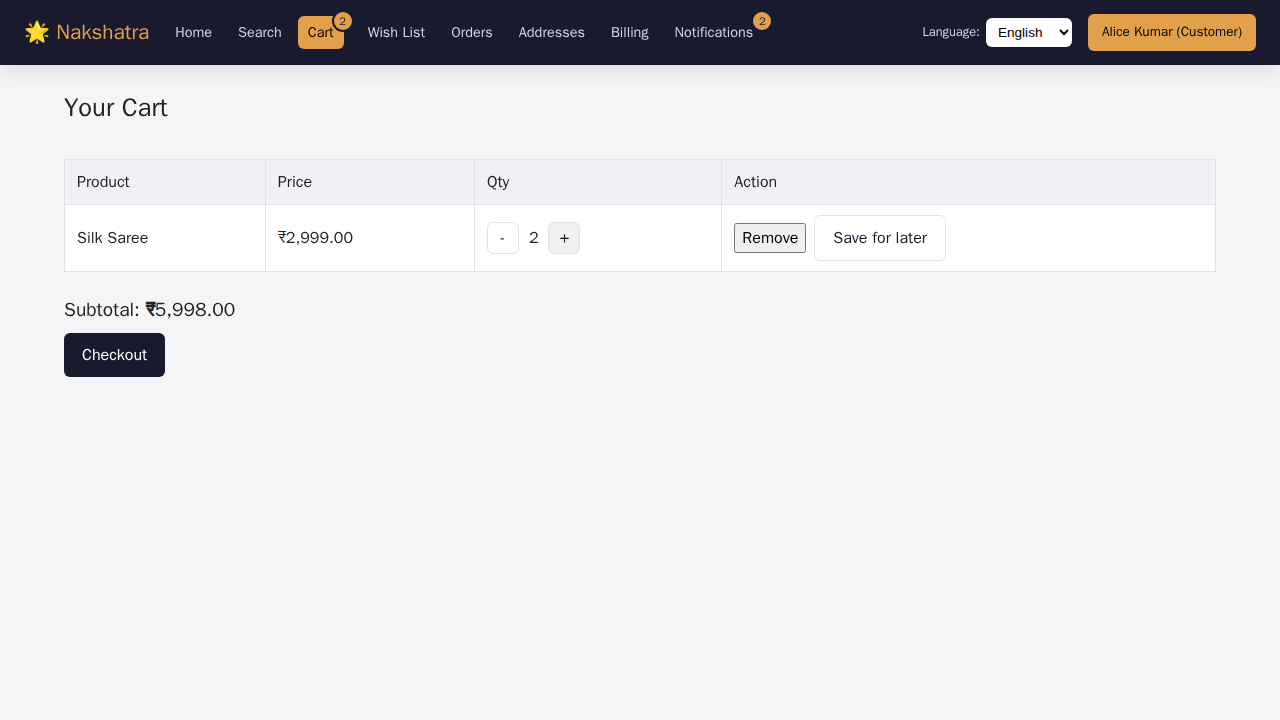 🌟 Nakshatra Home Search Cart 2 Wish List Orders Addresses Billing Notifications 2 Language: English Alice Kumar (Customer)
Your Cart
Product Price Qty Action
Silk Saree ₹2,999.00 - 2 + Remove Save for later
Subtotal: ₹5,998.00
Checkout